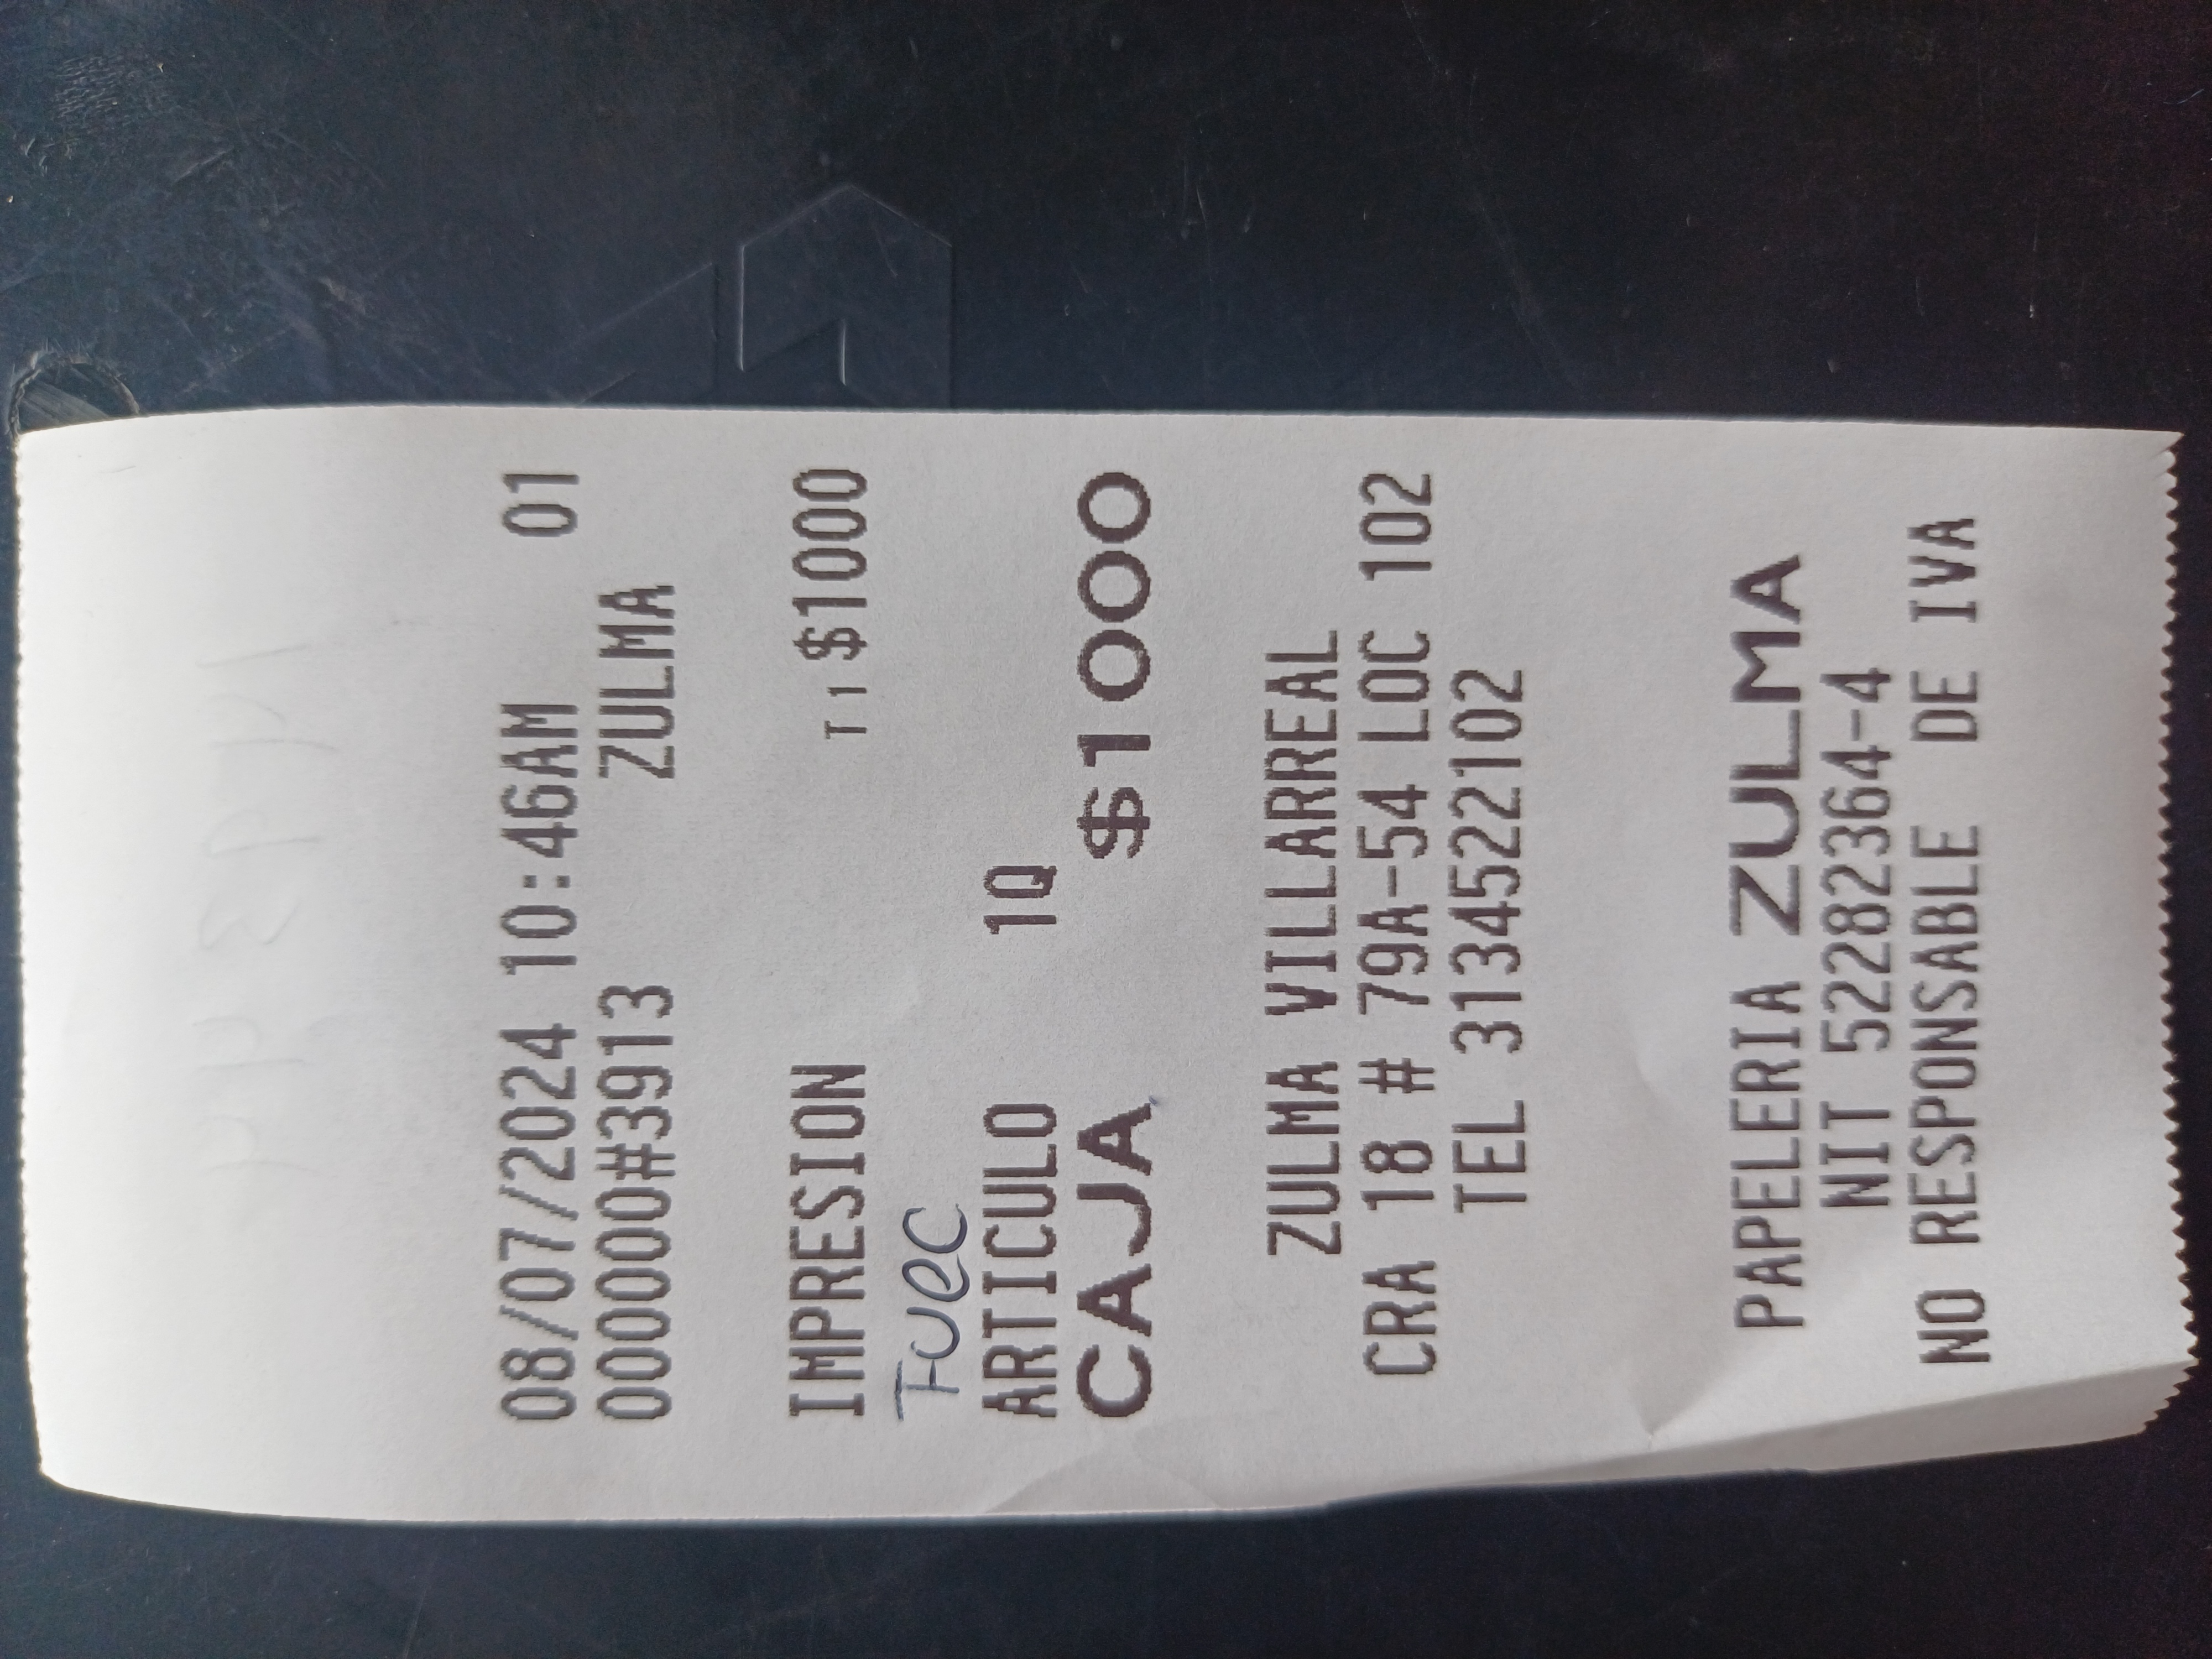 08/07/2024 10:46AM 01
000000#3913 ZULMA
IMPRESION T1 $1000
FUEC
ARTICULO 1Q
CAJA $1000
ZULMA VILLARREAL
CRA 18 # 79A-54 LOC 102
TEL 3134522102
PAPELERIA ZULMA
NIT 52282364-4
NO RESPONSABLE DE IVA